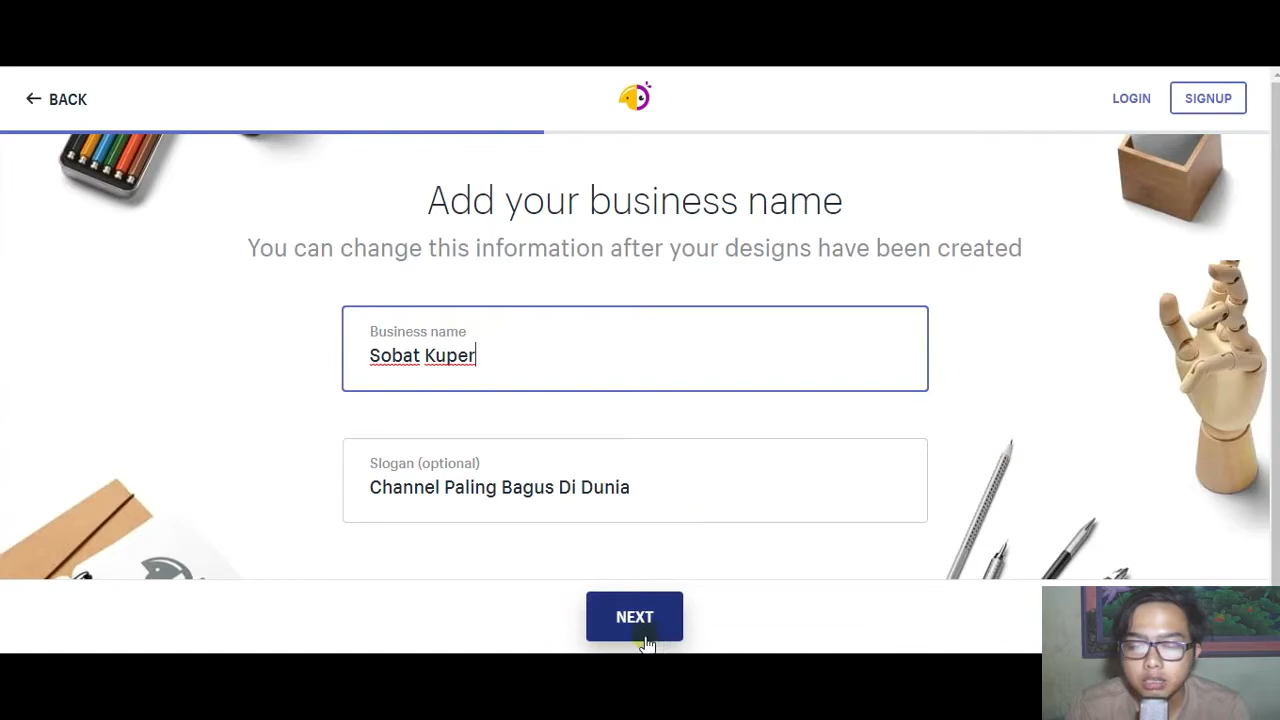 BACK
LOGIN
SIGNUP
Add your business name
You can change this information after your designs have been created
Business name
Sobat Kuper
Slogan (optional)
Channel Paling Bagus Di Dunia
NEXT